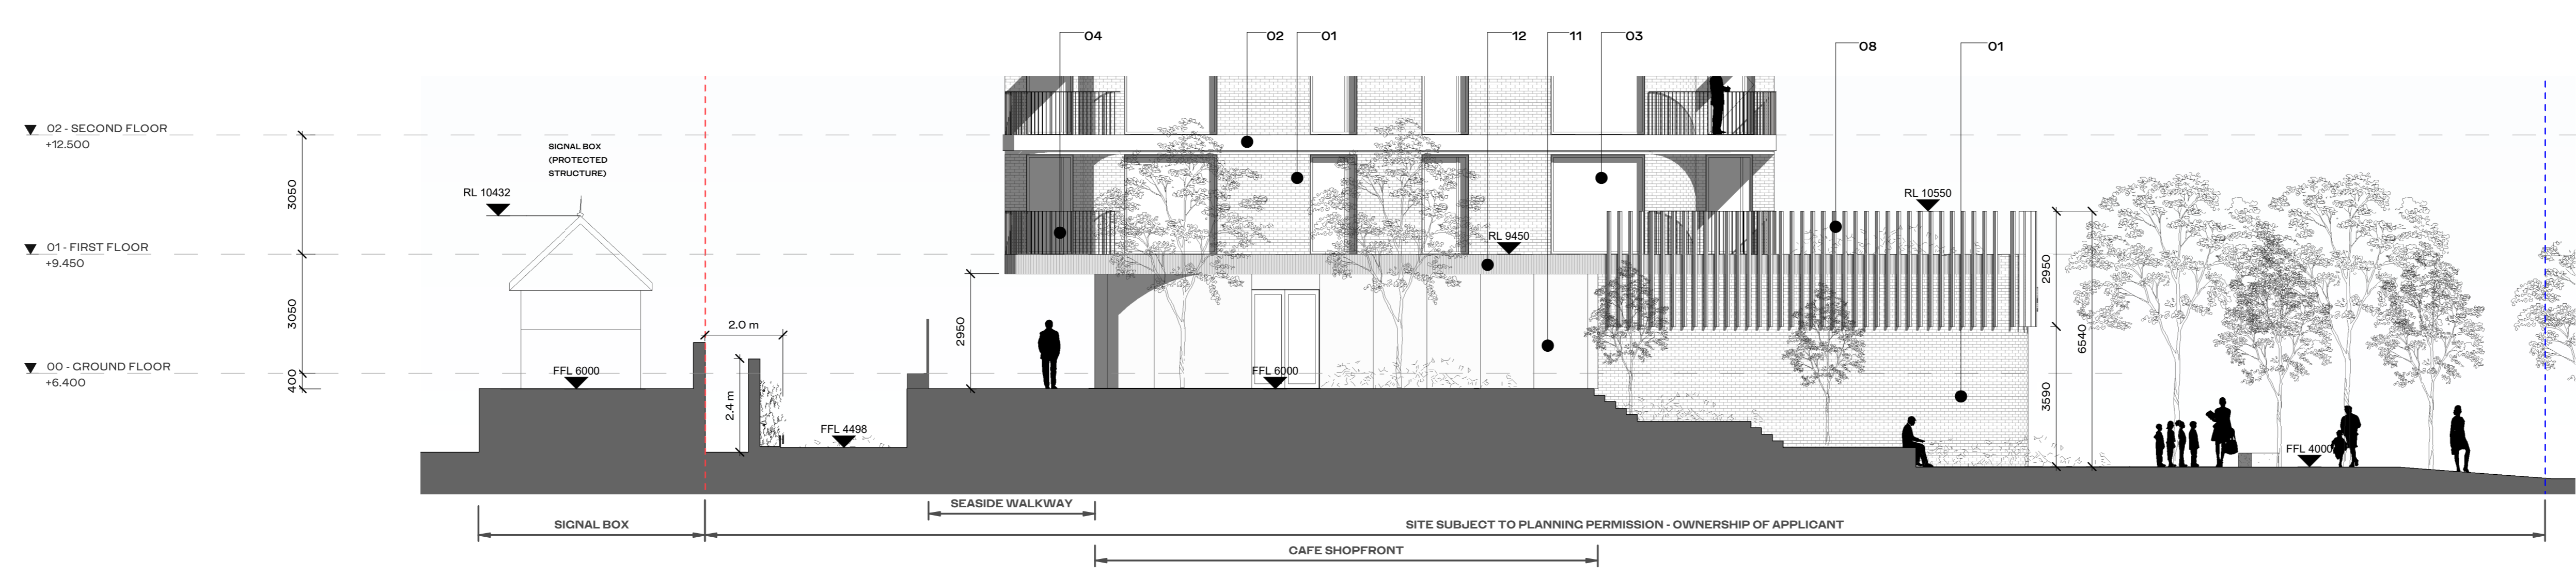 04
02
01
12
11
03
08
01
02 - SECOND FLOOR
+12.500
SIGNAL BOX
(PROTECTED
STRUCTURE)
3050
RL 10432
RL 10550
01 - FIRST FLOOR
+9.450
RL 9450
2950
3050
2.0 m
2950
6540
00 - GROUND FLOOR
+6.400
400
FFL 6000
FFL 6000
2.4 m
3590
FFL 4498
FFL 4000
SEASIDE WALKWAY
SIGNAL BOX
SITE SUBJECT TO PLANNING PERMISSION - OWNERSHIP OF APPLICANT
CAFE SHOPFRONT